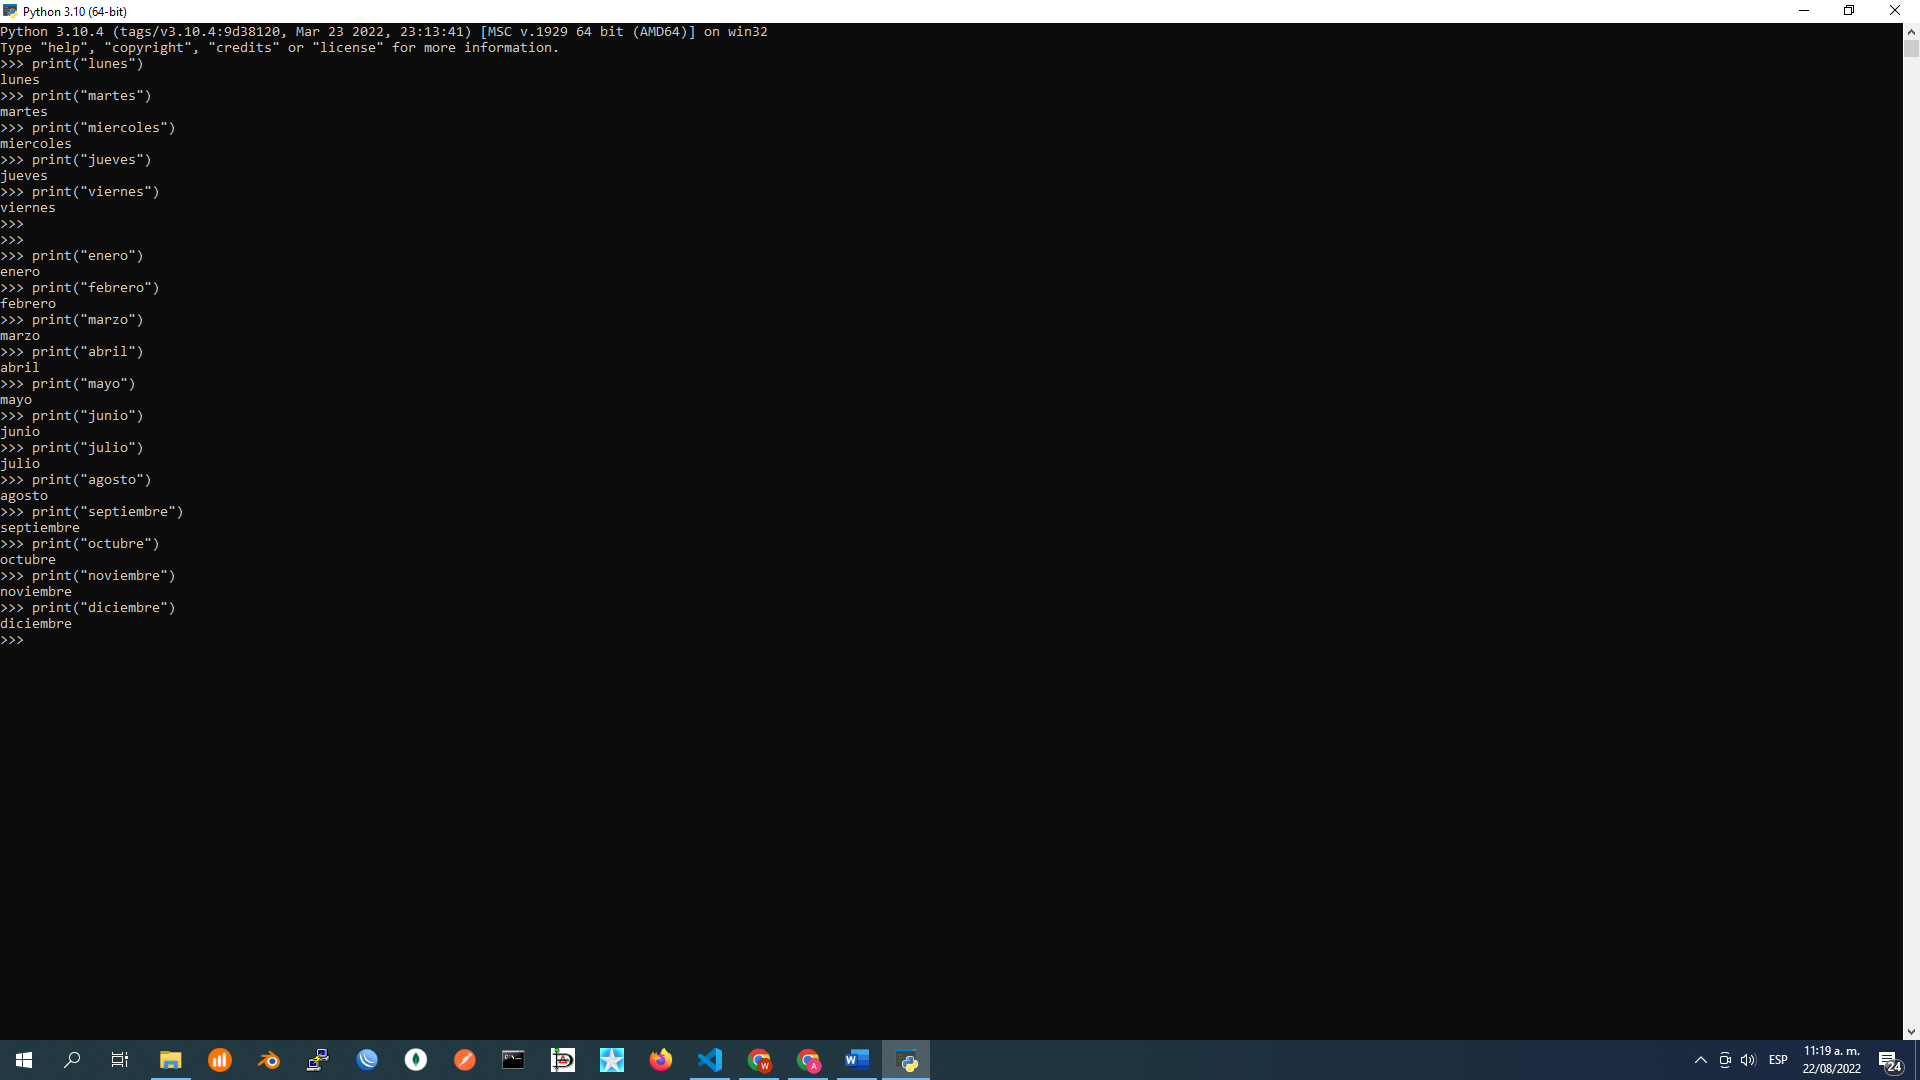 Python 3.10 (64-bit)
Python 3.10.4 (tags/v3.10.4:9d38120, Mar 23 2022, 23:13:41) [MSC v.1929 64 bit (AMD64)] on win32
Type "help", "copyright", "credits" or "license" for more information.
>>> print("lunes")
lunes
>>> print("martes")
martes
>>> print("miercoles")
miercoles
>>> print("jueves")
jueves
>>> print("viernes")
viernes
>>>
>>>
>>> print("enero")
enero
>>> print("febrero")
febrero
>>> print("marzo")
marzo
>>> print("abril")
abril
>>> print("mayo")
mayo
>>> print("junio")
junio
>>> print("julio")
julio
>>> print("agosto")
agosto
>>> print("septiembre")
septiembre
>>> print("octubre")
octubre
>>> print("noviembre")
noviembre
>>> print("diciembre")
diciembre
>>>
ESP
11:19 a. m.
22/08/2022
24